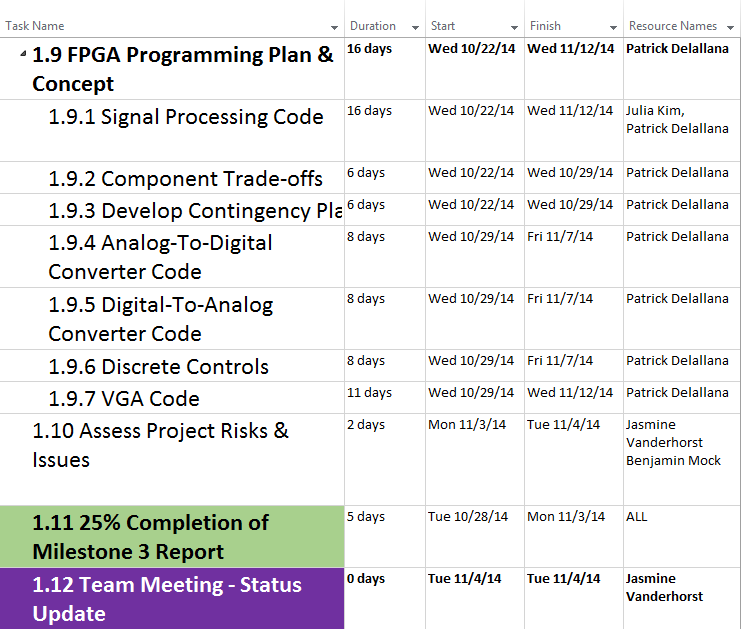 Task Name Duration Start Finish Resource Names
1.9 FPGA Programming Plan & 16 days Wed 10/22/14 Wed 11/12/14 Patrick Delallana
Concept
1.9.1 Signal Processing Code 16 days Wed 10/22/14 Wed 11/12/14 Julia Kim,
Patrick Delallana
1.9.2 Component Trade-offs 6 days Wed 10/22/14 Wed 10/29/14 Patrick Delallana
1.9.3 Develop Contingency Pla 6 days Wed 10/22/14 Wed 10/29/14 Patrick Delallana
1.9.4 Analog-To-Digital 8 days Wed 10/29/14 Fri 11/7/14 Patrick Delallana
Converter Code
1.9.5 Digital-To-Analog 8 days Wed 10/29/14 Fri 11/7/14 Patrick Delallana
Converter Code
1.9.6 Discrete Controls 8 days Wed 10/29/14 Fri 11/7/14 Patrick Delallana
1.9.7 VGA Code 11 days Wed 10/29/14 Wed 11/12/14 Patrick Delallana
1.10 Assess Project Risks & 2 days Mon 11/3/14 Tue 11/4/14 Jasmine
Issues Vanderhorst
Benjamin Mock
1.11 25% Completion of 5 days Tue 10/28/14 Mon 11/3/14 ALL
Milestone 3 Report
1.12 Team Meeting - Status 0 days Tue 11/4/14 Tue 11/4/14 Jasmine
Update Vanderhorst